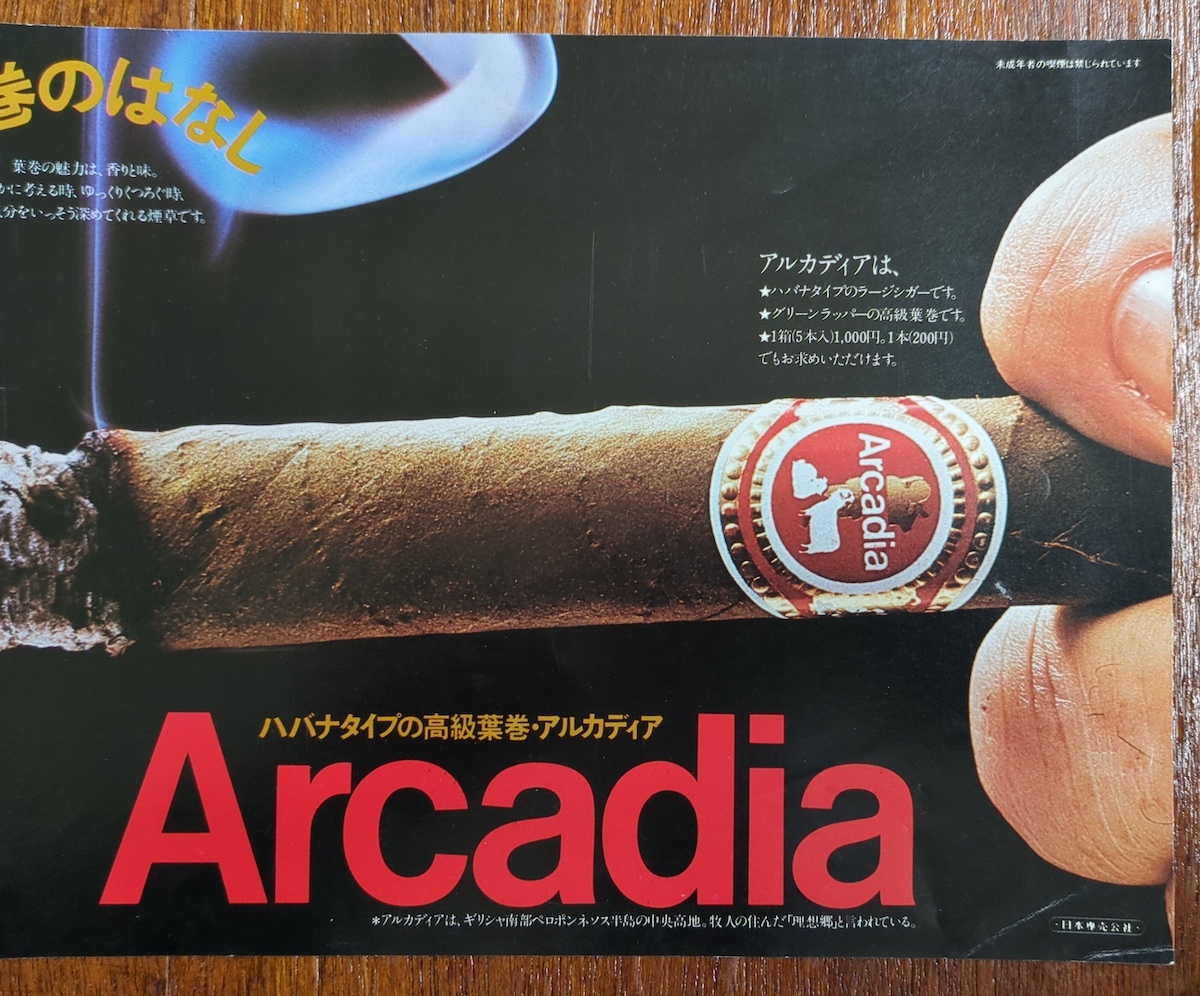 巻のはなし
未成年者の喫煙は禁じられています
葉巻の魅力は、香りと味。
かに考える時、ゆっくりくつろぐ時、
分をいっそう深めてくれる煙草です。
アルカディアは、
★ハバナタイプのラージシガーです。
★グリーンラッパーの高級葉巻です。
★1箱(5本入)1,000円。1本(200円)
でもお求めいただけます。
Arcadia
ハバナタイプの高級葉巻・アルカディア
Arcadia
*アルカディアは、ギリシャ南部ペロポンネソス半島の中央高地。牧人の住んだ「理想郷」と言われている。
・日本専売公社・